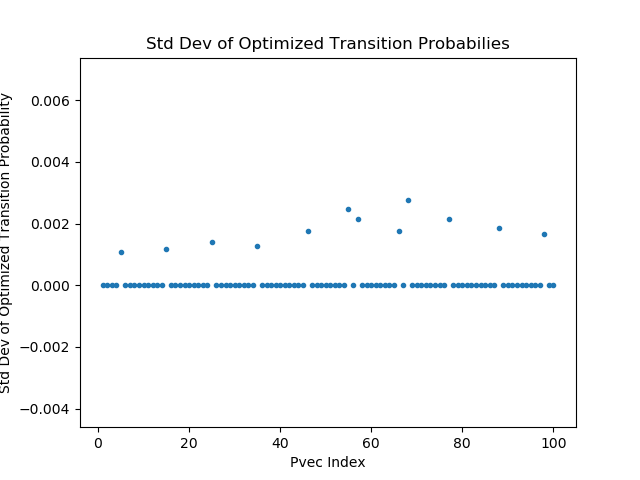 Std Dev of Optimized Transition Probabilies
Std Dev of Optimized Transition Probability
0.006
0.004
0.002
0.000
−0.002
−0.004
0 20 40 60 80 100
Pvec Index